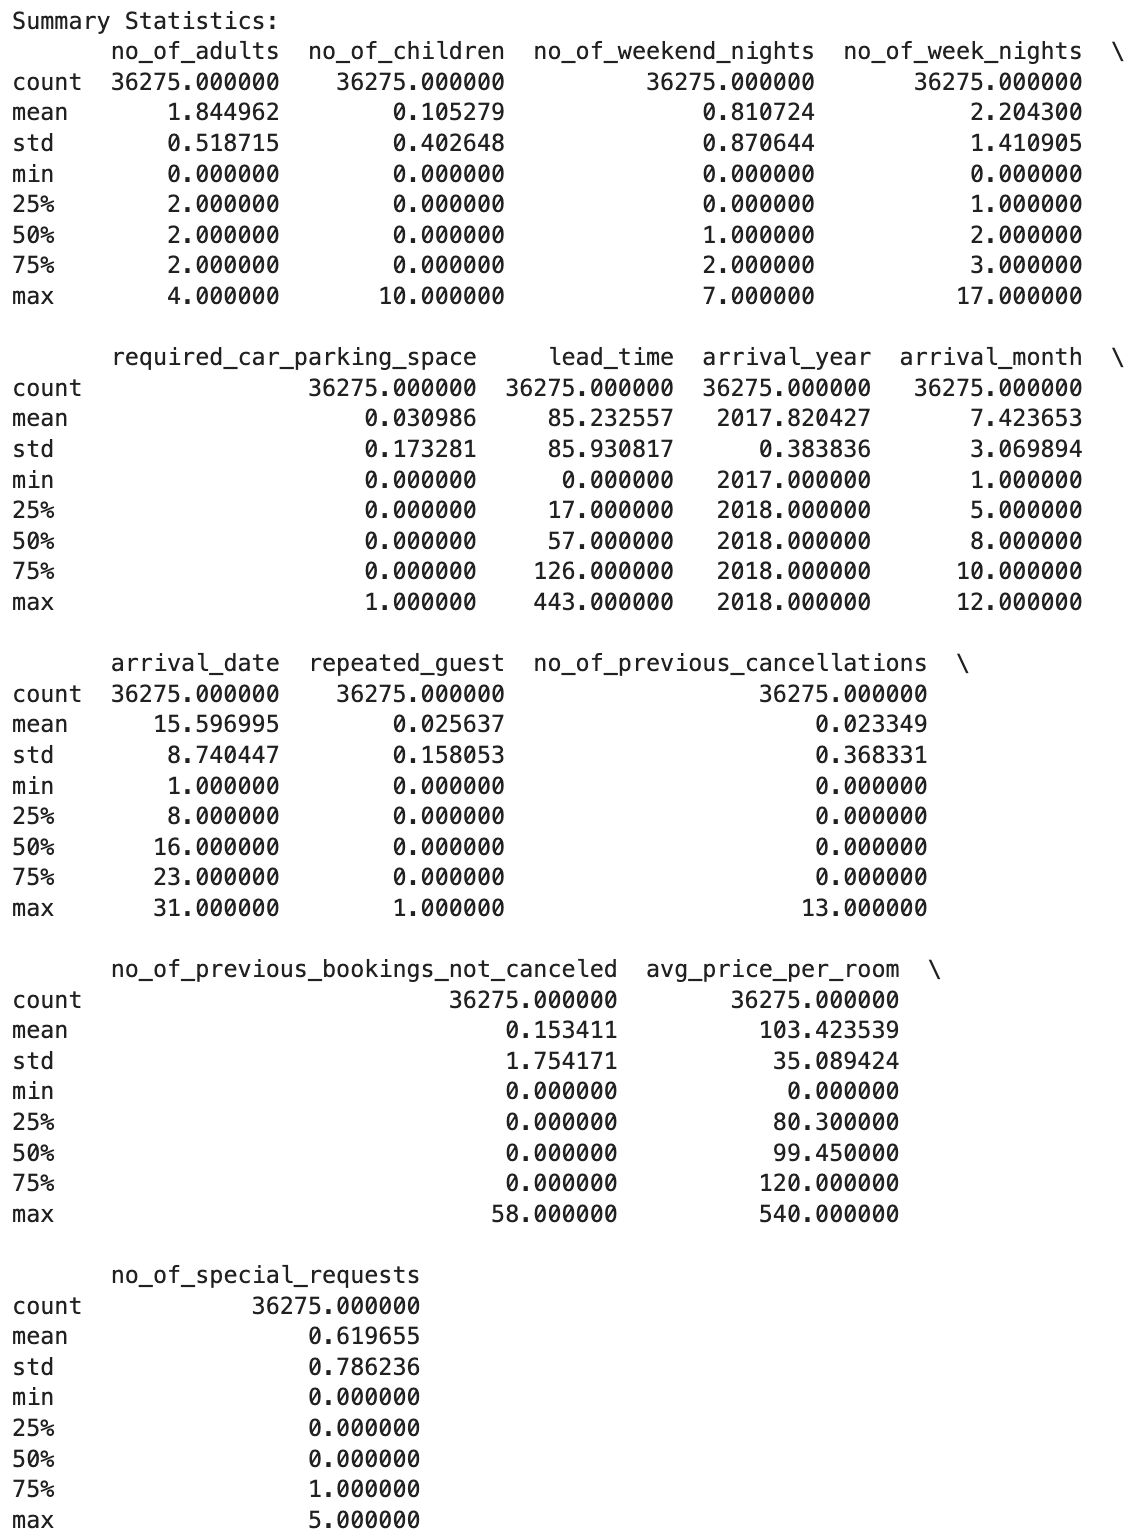 Summary Statistics:
no_of_adults no_of_children no_of_weekend_nights no_of_week_nights \
count 36275.000000 36275.000000 36275.000000 36275.000000
mean 1.844962 0.105279 0.810724 2.204300
std 0.518715 0.402648 0.870644 1.410905
min 0.000000 0.000000 0.000000 0.000000
25% 2.000000 0.000000 0.000000 1.000000
50% 2.000000 0.000000 1.000000 2.000000
75% 2.000000 0.000000 2.000000 3.000000
max 4.000000 10.000000 7.000000 17.000000
required_car_parking_space lead_time arrival_year arrival_month \
count 36275.000000 36275.000000 36275.000000 36275.000000
mean 0.030986 85.232557 2017.820427 7.423653
std 0.173281 85.930817 0.383836 3.069894
min 0.000000 0.000000 2017.000000 1.000000
25% 0.000000 17.000000 2018.000000 5.000000
50% 0.000000 57.000000 2018.000000 8.000000
75% 0.000000 126.000000 2018.000000 10.000000
max 1.000000 443.000000 2018.000000 12.000000
arrival_date repeated_guest no_of_previous_cancellations \
count 36275.000000 36275.000000 36275.000000
mean 15.596995 0.025637 0.023349
std 8.740447 0.158053 0.368331
min 1.000000 0.000000 0.000000
25% 8.000000 0.000000 0.000000
50% 16.000000 0.000000 0.000000
75% 23.000000 0.000000 0.000000
max 31.000000 1.000000 13.000000
no_of_previous_bookings_not_canceled avg_price_per_room \
count 36275.000000 36275.000000
mean 0.153411 103.423539
std 1.754171 35.089424
min 0.000000 0.000000
25% 0.000000 80.300000
50% 0.000000 99.450000
75% 0.000000 120.000000
max 58.000000 540.000000
no_of_special_requests
count 36275.000000
mean 0.619655
std 0.786236
min 0.000000
25% 0.000000
50% 0.000000
75% 1.000000
max 5.000000